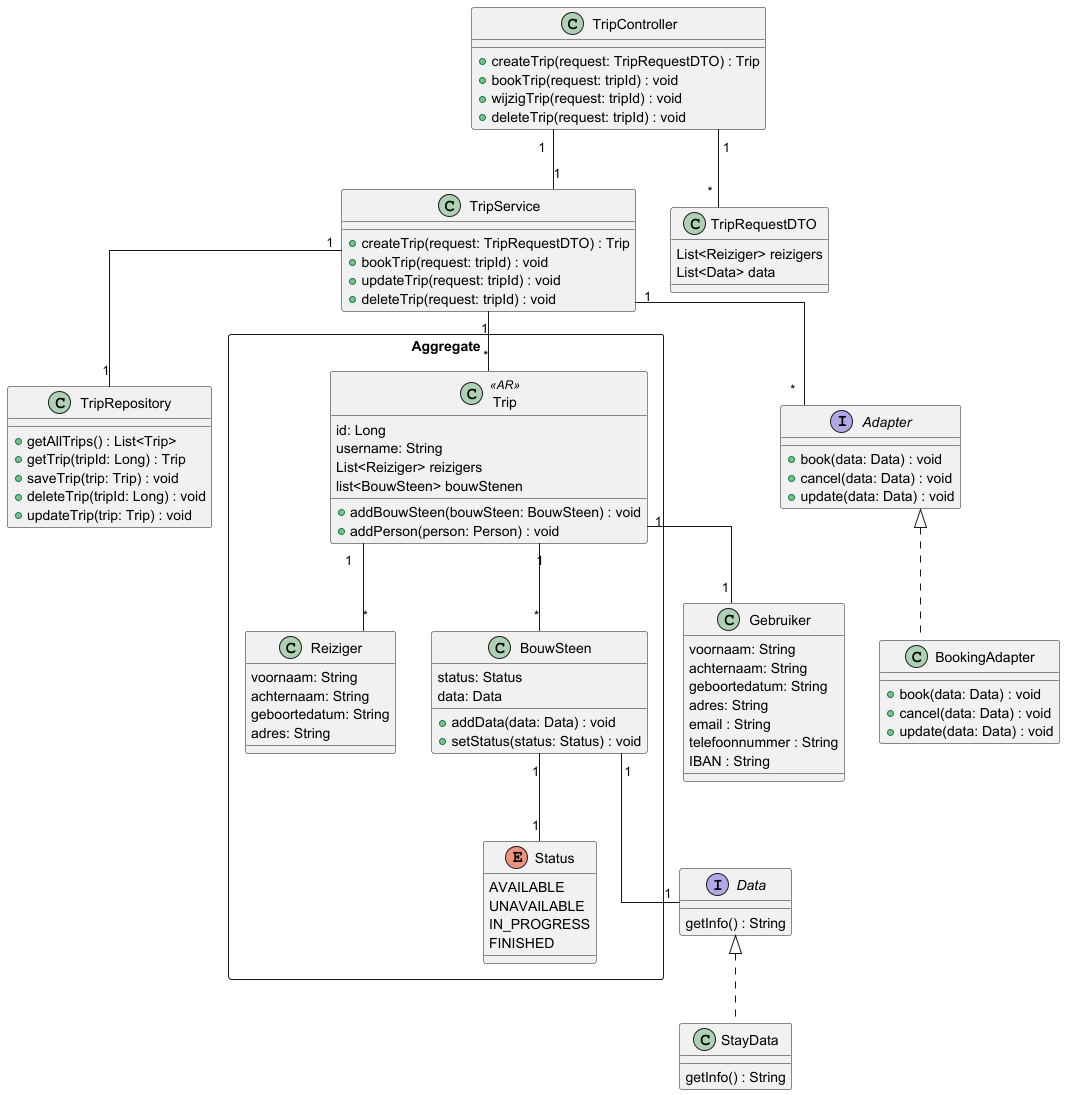 C TripController
createTrip(request: TripRequestDTO) : Trip
bookTrip(request: tripId) : void
wijzigTrip(request: tripId) : void
deleteTrip(request: tripId) : void
1
1
1
*
C TripService
createTrip(request: TripRequestDTO) : Trip
bookTrip(request: tripId) : void
updateTrip(request: tripId) : void
deleteTrip(request: tripId) : void
C TripRequestDTO
List<Reiziger> reizigers
List<Data> data
1
1
1
*
1
*
Aggregate
C TripRepository
getAllTrips() : List<Trip>
getTrip(tripId: Long) : Trip
saveTrip(trip: Trip) : void
deleteTrip(tripId: Long) : void
updateTrip(trip: Trip) : void
C «AR»
Trip
id: Long
username: String
List<Reiziger> reizigers
list<BouwSteen> bouwStenen
addBouwSteen(bouwSteen: BouwSteen) : void
addPerson(person: Person) : void
I Adapter
book(data: Data) : void
cancel(data: Data) : void
update(data: Data) : void
1
*
1
*
1
1
C Reiziger
voornaam: String
achternaam: String
geboortedatum: String
adres: String
C BouwSteen
status: Status
data: Data
addData(data: Data) : void
setStatus(status: Status) : void
C Gebruiker
voornaam: String
achternaam: String
geboortedatum: String
adres: String
email : String
telefoonnummer : String
IBAN : String
C BookingAdapter
book(data: Data) : void
cancel(data: Data) : void
update(data: Data) : void
1
1
1
1
E Status
AVAILABLE
UNAVAILABLE
IN_PROGRESS
FINISHED
I Data
getInfo() : String
C StayData
getInfo() : String